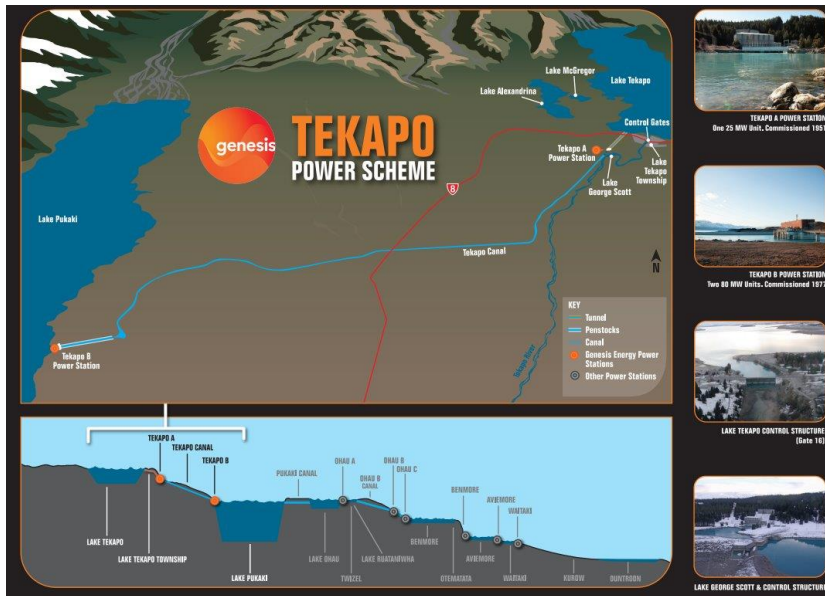 genesis
TEKAPO
POWER SCHEME
Lake McGregor
Lake Alexandrina
Lake Tekapo
Control Gates
Tekapo A
Power Station
Lake
George Scott
Lake
Tekapo
Township
8
Lake Pukaki
Tekapo Canal
N
Tekapo River
Tekapo B
Power Station
KEY
Tunnel
Penstocks
Canal
Genesis Energy Power
Stations
Other Power Stations
TEKAPO A POWER STATION
One 25 MW Unit. Commissioned 1951
TEKAPO B POWER STATION
Two 80 MW Units. Commissioned 1977
LAKE TEKAPO CONTROL STRUCTURE
(Gate 16)
LAKE GEORGE SCOTT & CONTROL STRUCTURE
TEKAPO A
TEKAPO CANAL
TEKAPO B
PUKAKI CANAL
OHAU A
OHAU B
CANAL
OHAU B
OHAU C
BENMORE
AVIEMORE
WAITAKI
LAKE TEKAPO
LAKE TEKAPO TOWNSHIP
LAKE PUKAKI
LAKE OHAU
TWIZEL
LAKE RUATANIWHA
BENMORE
OTEMATATA
AVIEMORE
WAITAKI
KUROW
DUNTROON